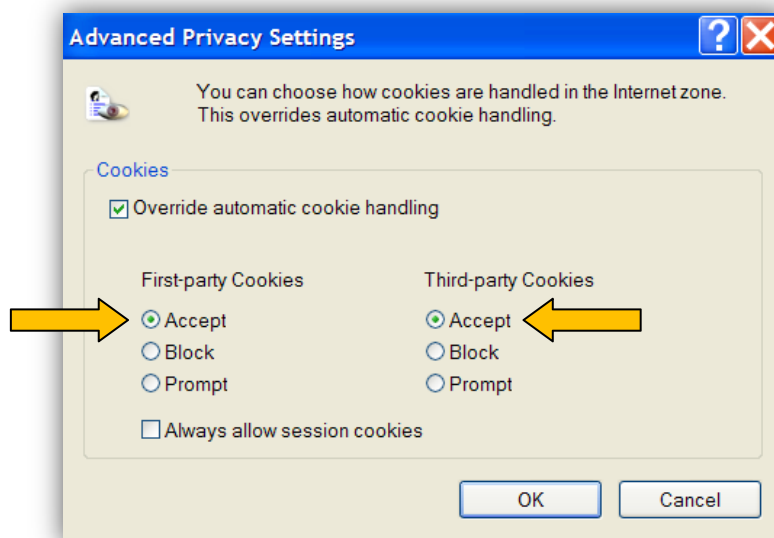 Advanced Privacy Settings
You can choose how cookies are handled in the Internet zone.
This overrides automatic cookie handling.
Cookies
Override automatic cookie handling
First-party Cookies
Third-party Cookies
Accept
Accept
Block
Block
Prompt
Prompt
Always allow session cookies
OK
Cancel